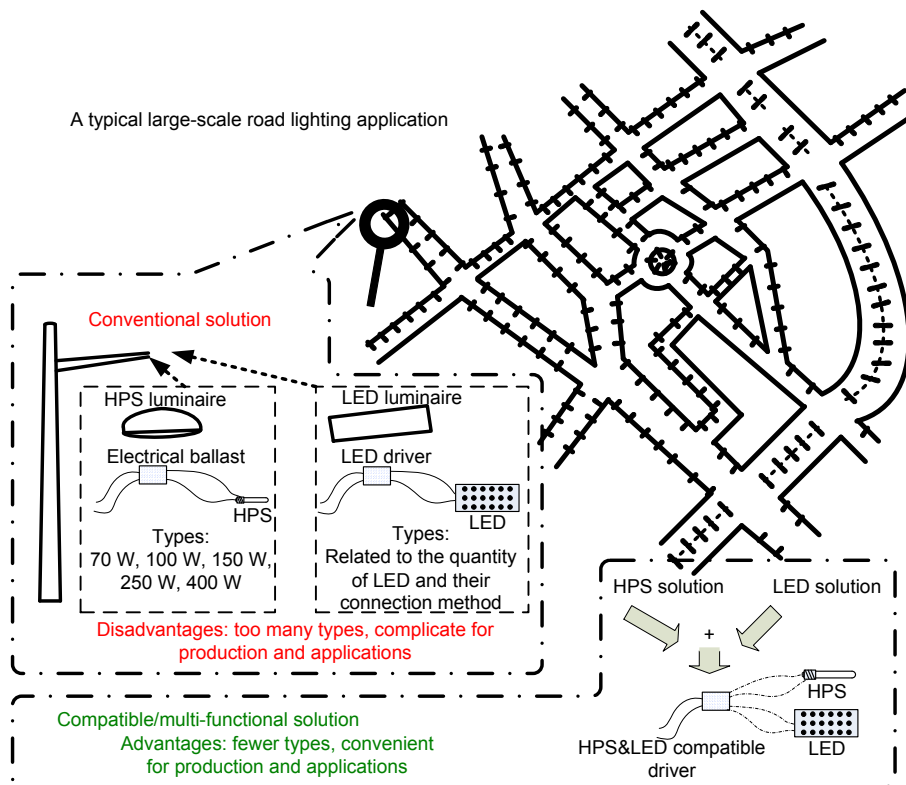 A typical large-scale road lighting application
Conventional solution
HPS luminaire
Electrical ballast
HPS
Types:
70 W, 100 W, 150 W,
250 W, 400 W
LED luminaire
LED driver
LED
Types:
Related to the quantity
of LED and their
connection method
Disadvantages: too many types, complicate for
production and applications
HPS solution
LED solution
+
HPS
LED
HPS&LED compatible
driver
Compatible/multi-functional solution
Advantages: fewer types, convenient
for production and applications